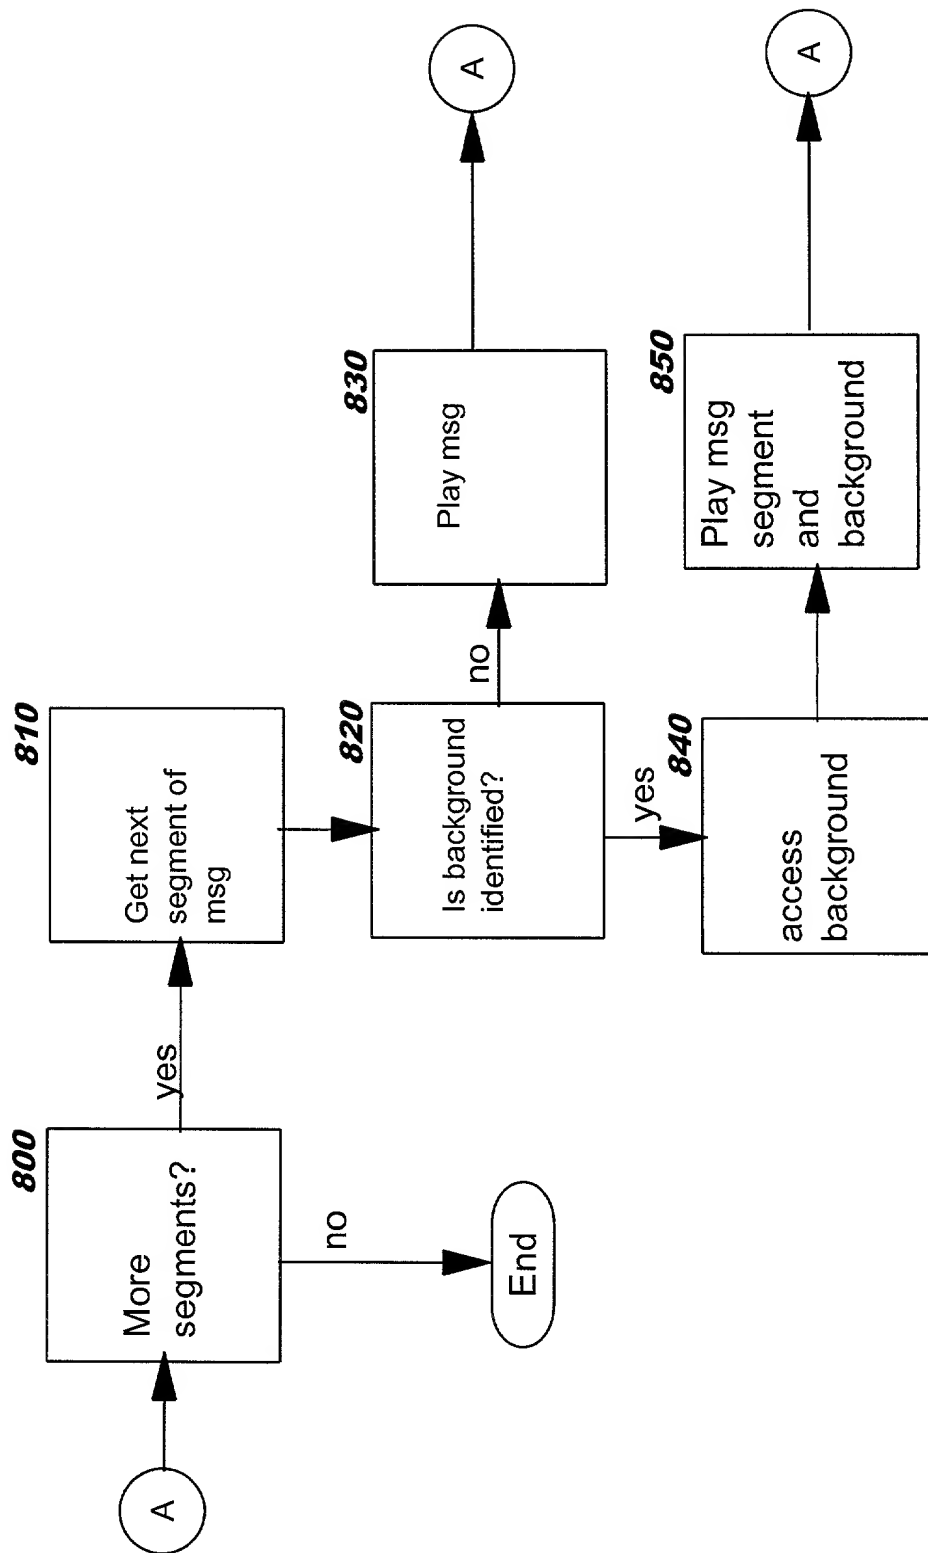 A
800
More
segments?
yes
no
End
810
Get next
segment of
msg
820
Is background
identified?
no
yes
830
Play msg
A
840
access
background
850
Play msg
segment
and
background
A